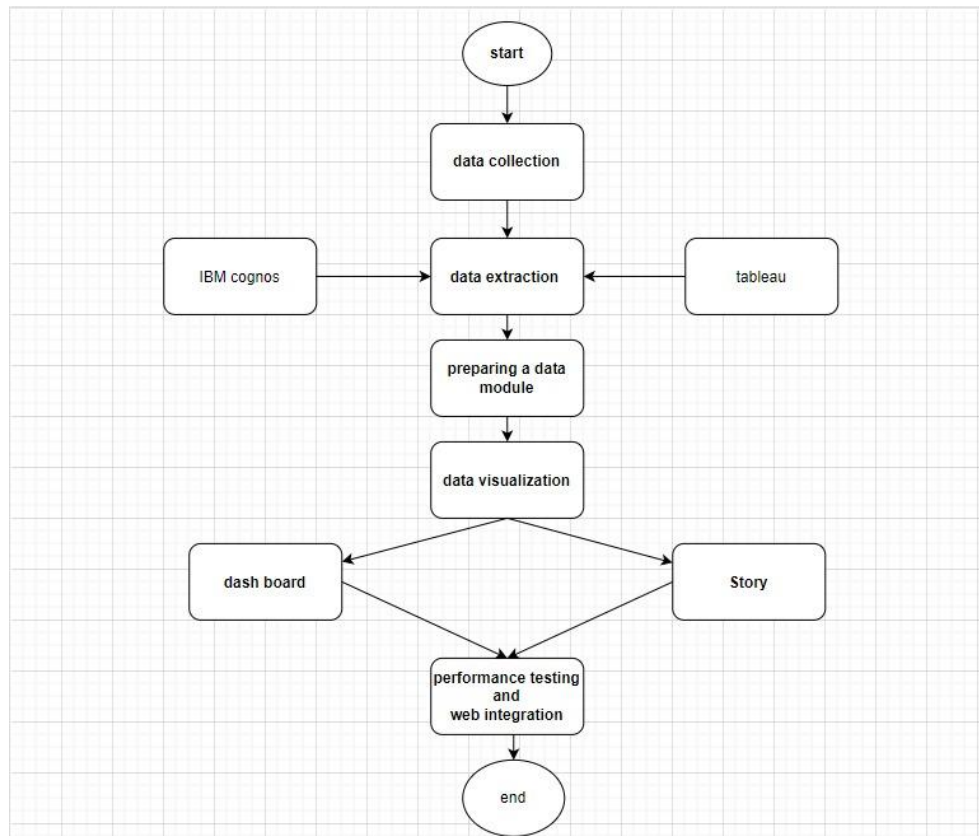 start
data collection
IBM cognos
data extraction
tableau
preparing a data
module
data visualization
dash board
Story
performance testing
and
web integration
end